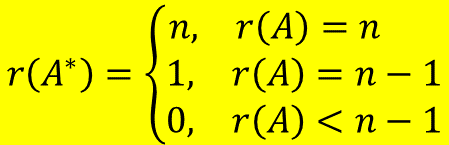 n, r(A) = n
r(A*) = { 1, r(A) = n − 1
0, r(A) < n − 1